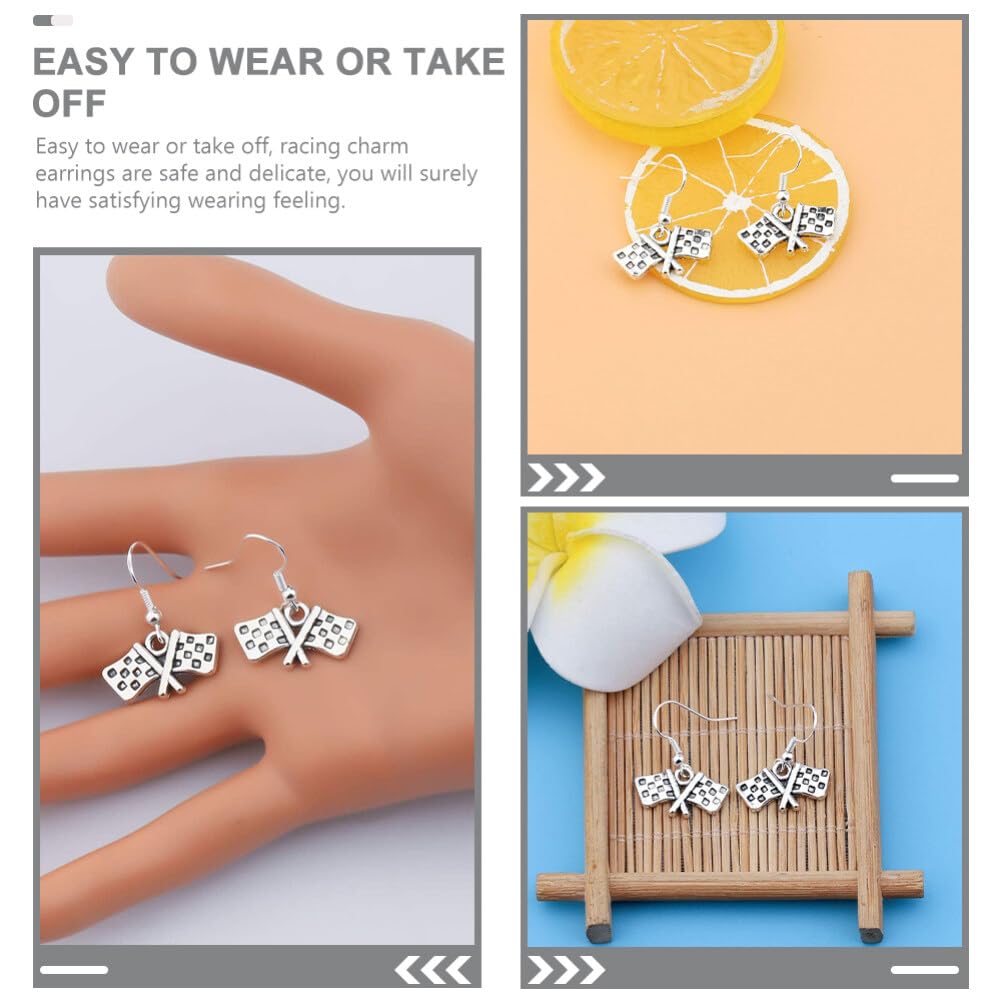 EASY TO WEAR OR TAKE
OFF
Easy to wear or take off, racing charm
earrings are safe and delicate, you will surely
have satisfying wearing feeling.